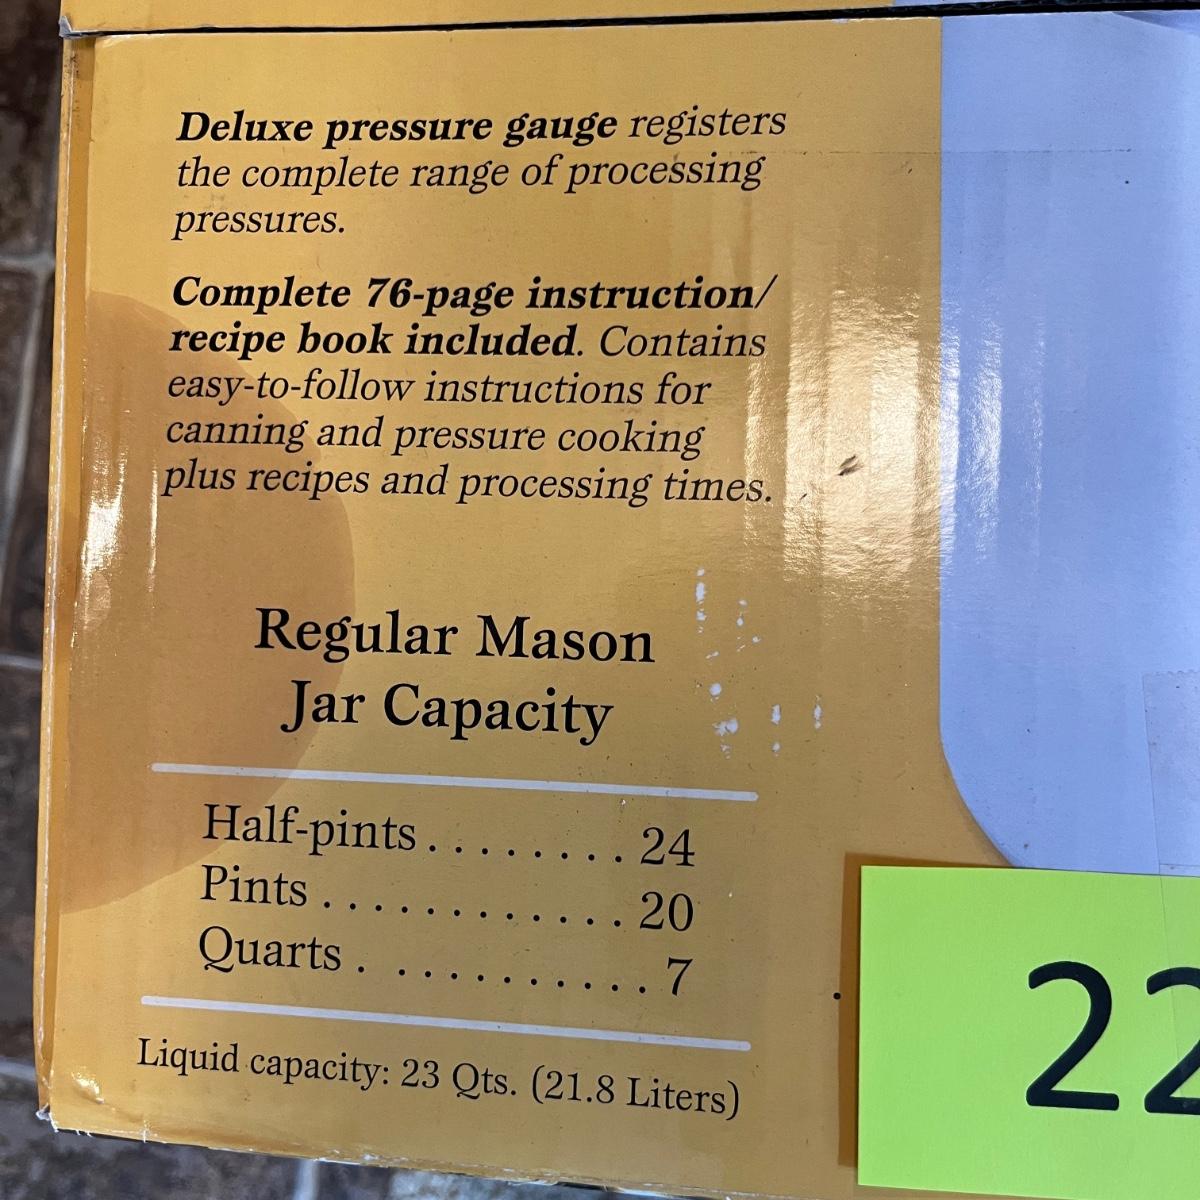 Deluxe pressure gauge registers
the complete range of processing
pressures.
Complete 76-page instruction/
recipe book included. Contains
easy-to-follow instructions for
canning and pressure cooking
plus recipes and processing times.
Regular Mason
Jar Capacity
Half-pints........ 24
Pints ............ 20
Quarts . .......... 7
Liquid capacity: 23 Qts. (21.8 Liters)
22